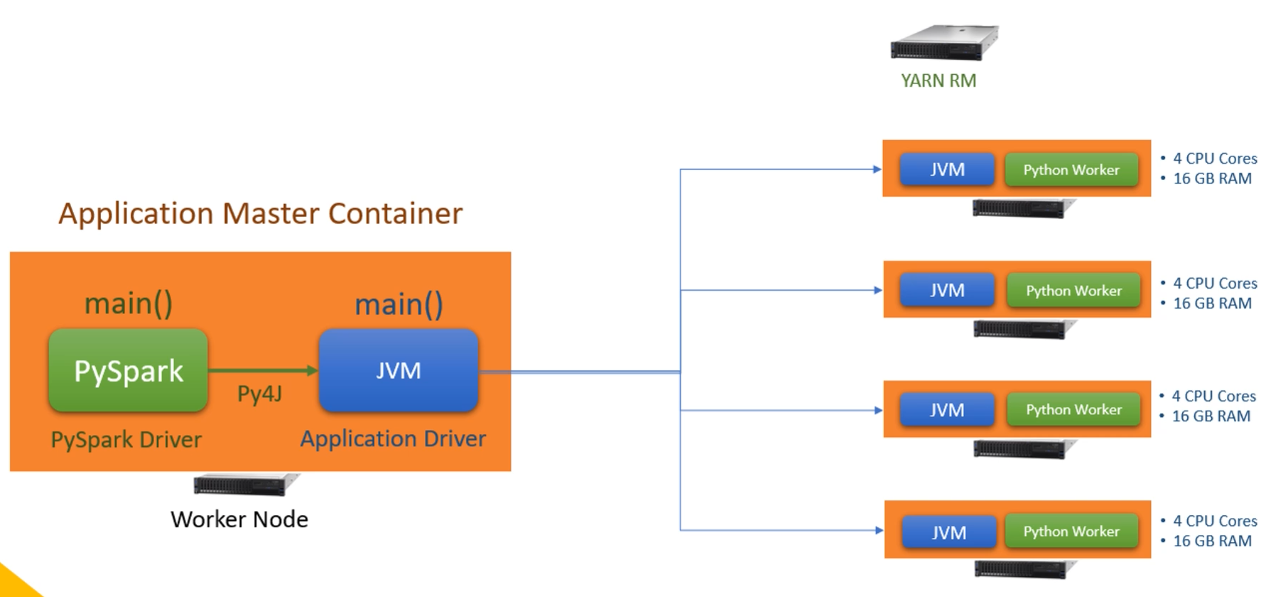 YARN RM
Application Master Container
main()
main()
PySpark
Py4J
JVM
PySpark Driver
Application Driver
Worker Node
JVM
Python Worker
• 4 CPU Cores
• 16 GB RAM
JVM
Python Worker
• 4 CPU Cores
• 16 GB RAM
JVM
Python Worker
• 4 CPU Cores
• 16 GB RAM
JVM
Python Worker
• 4 CPU Cores
• 16 GB RAM